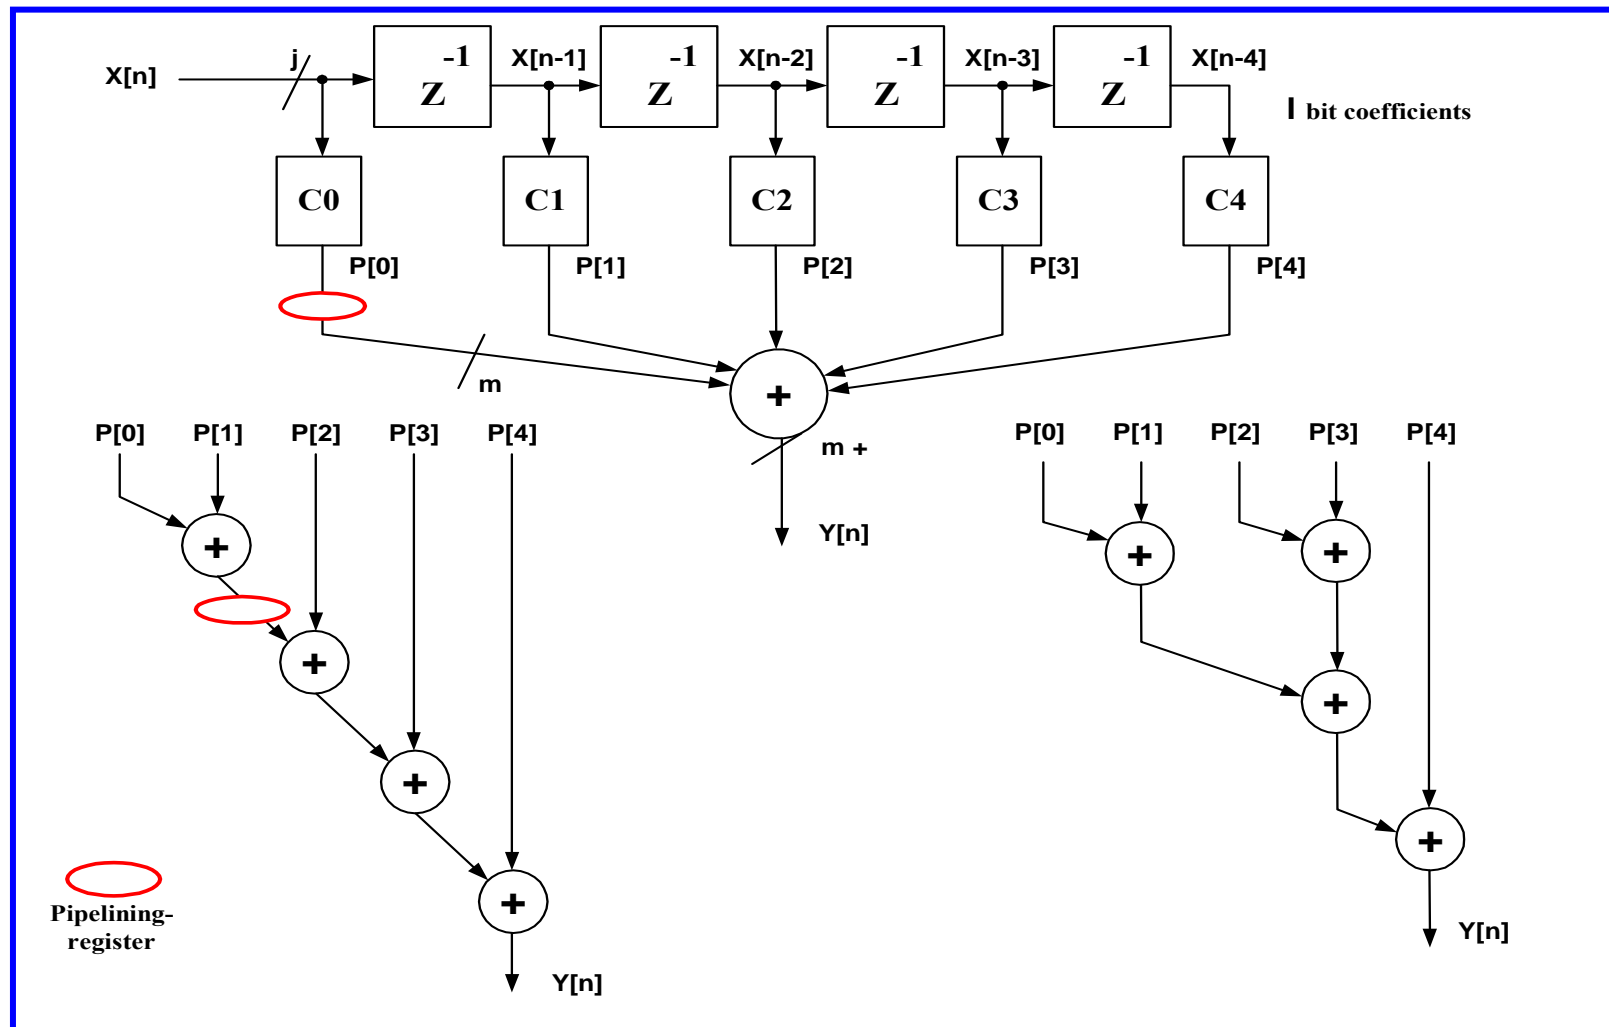 X[n]
j
Z⁻¹
X[n-1]
Z⁻¹
X[n-2]
Z⁻¹
X[n-3]
Z⁻¹
X[n-4]
l bit coefficients
C0
C1
C2
C3
C4
P[0]
P[1]
P[2]
P[3]
P[4]
m
+
m +
Y[n]
P[0]
P[1]
P[2]
P[3]
P[4]
+
+
+
+
Y[n]
P[0]
P[1]
P[2]
P[3]
P[4]
+
+
+
+
Y[n]
Pipelining-
register